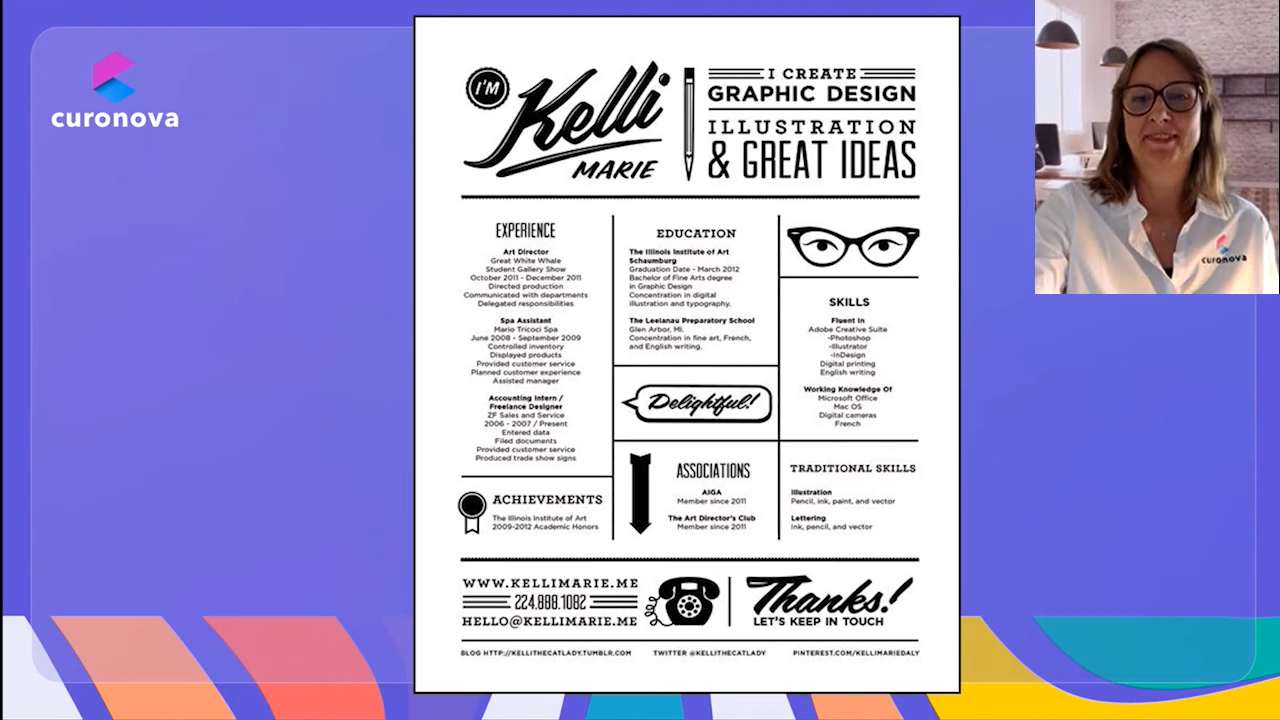 curonova
I'M
Kelli
MARIE
I CREATE
GRAPHIC DESIGN
ILLUSTRATION
& GREAT IDEAS
EXPERIENCE
Art Director
Great White Whale
Student Gallery Show
October 2011 - December 2011
Directed production
Communicated with departments
Delegated responsibilities
Spa Assistant
Mario Tricoci Spa
June 2008 - September 2009
Controlled inventory
Displayed products
Provided customer service
Planned customer experience
Assisted manager
Accounting Intern /
Freelance Designer
ZF Sales and Service
2006 - 2007 / Present
Entered data
Filed documents
Provided customer service
Produced trade show signs
ACHIEVEMENTS
The Illinois Institute of Art
2009-2012 Academic Honors
EDUCATION
The Illinois Institute of Art
Schaumburg
Graduation Date - March 2012
Bachelor of Fine Arts degree
in Graphic Design
Concentration in digital
illustration and typography.
The Leelanau Preparatory School
Glen Arbor, MI.
Concentration in fine art, French,
and English writing.
Delightful!
ASSOCIATIONS
AIGA
Member since 2011
The Art Director's Club
Member since 2011
SKILLS
Fluent In
Adobe Creative Suite
-Photoshop
-Illustrator
-InDesign
Digital printing
English writing
Working Knowledge Of
Microsoft Office
Mac OS
Digital cameras
French
TRADITIONAL SKILLS
Illustration
Pencil, ink, paint, and vector
Lettering
Ink, pencil, and vector
WWW.KELLIMARIE.ME
224.888.1082
HELLO@KELLIMARIE.ME
Thanks!
LET'S KEEP IN TOUCH
BLOG HTTP://KELLITHECATLADY.TUMBLR.COM
TWITTER @KELLITHECATLADY
PINTEREST.COM/KELLIMARIEDALY
curonova